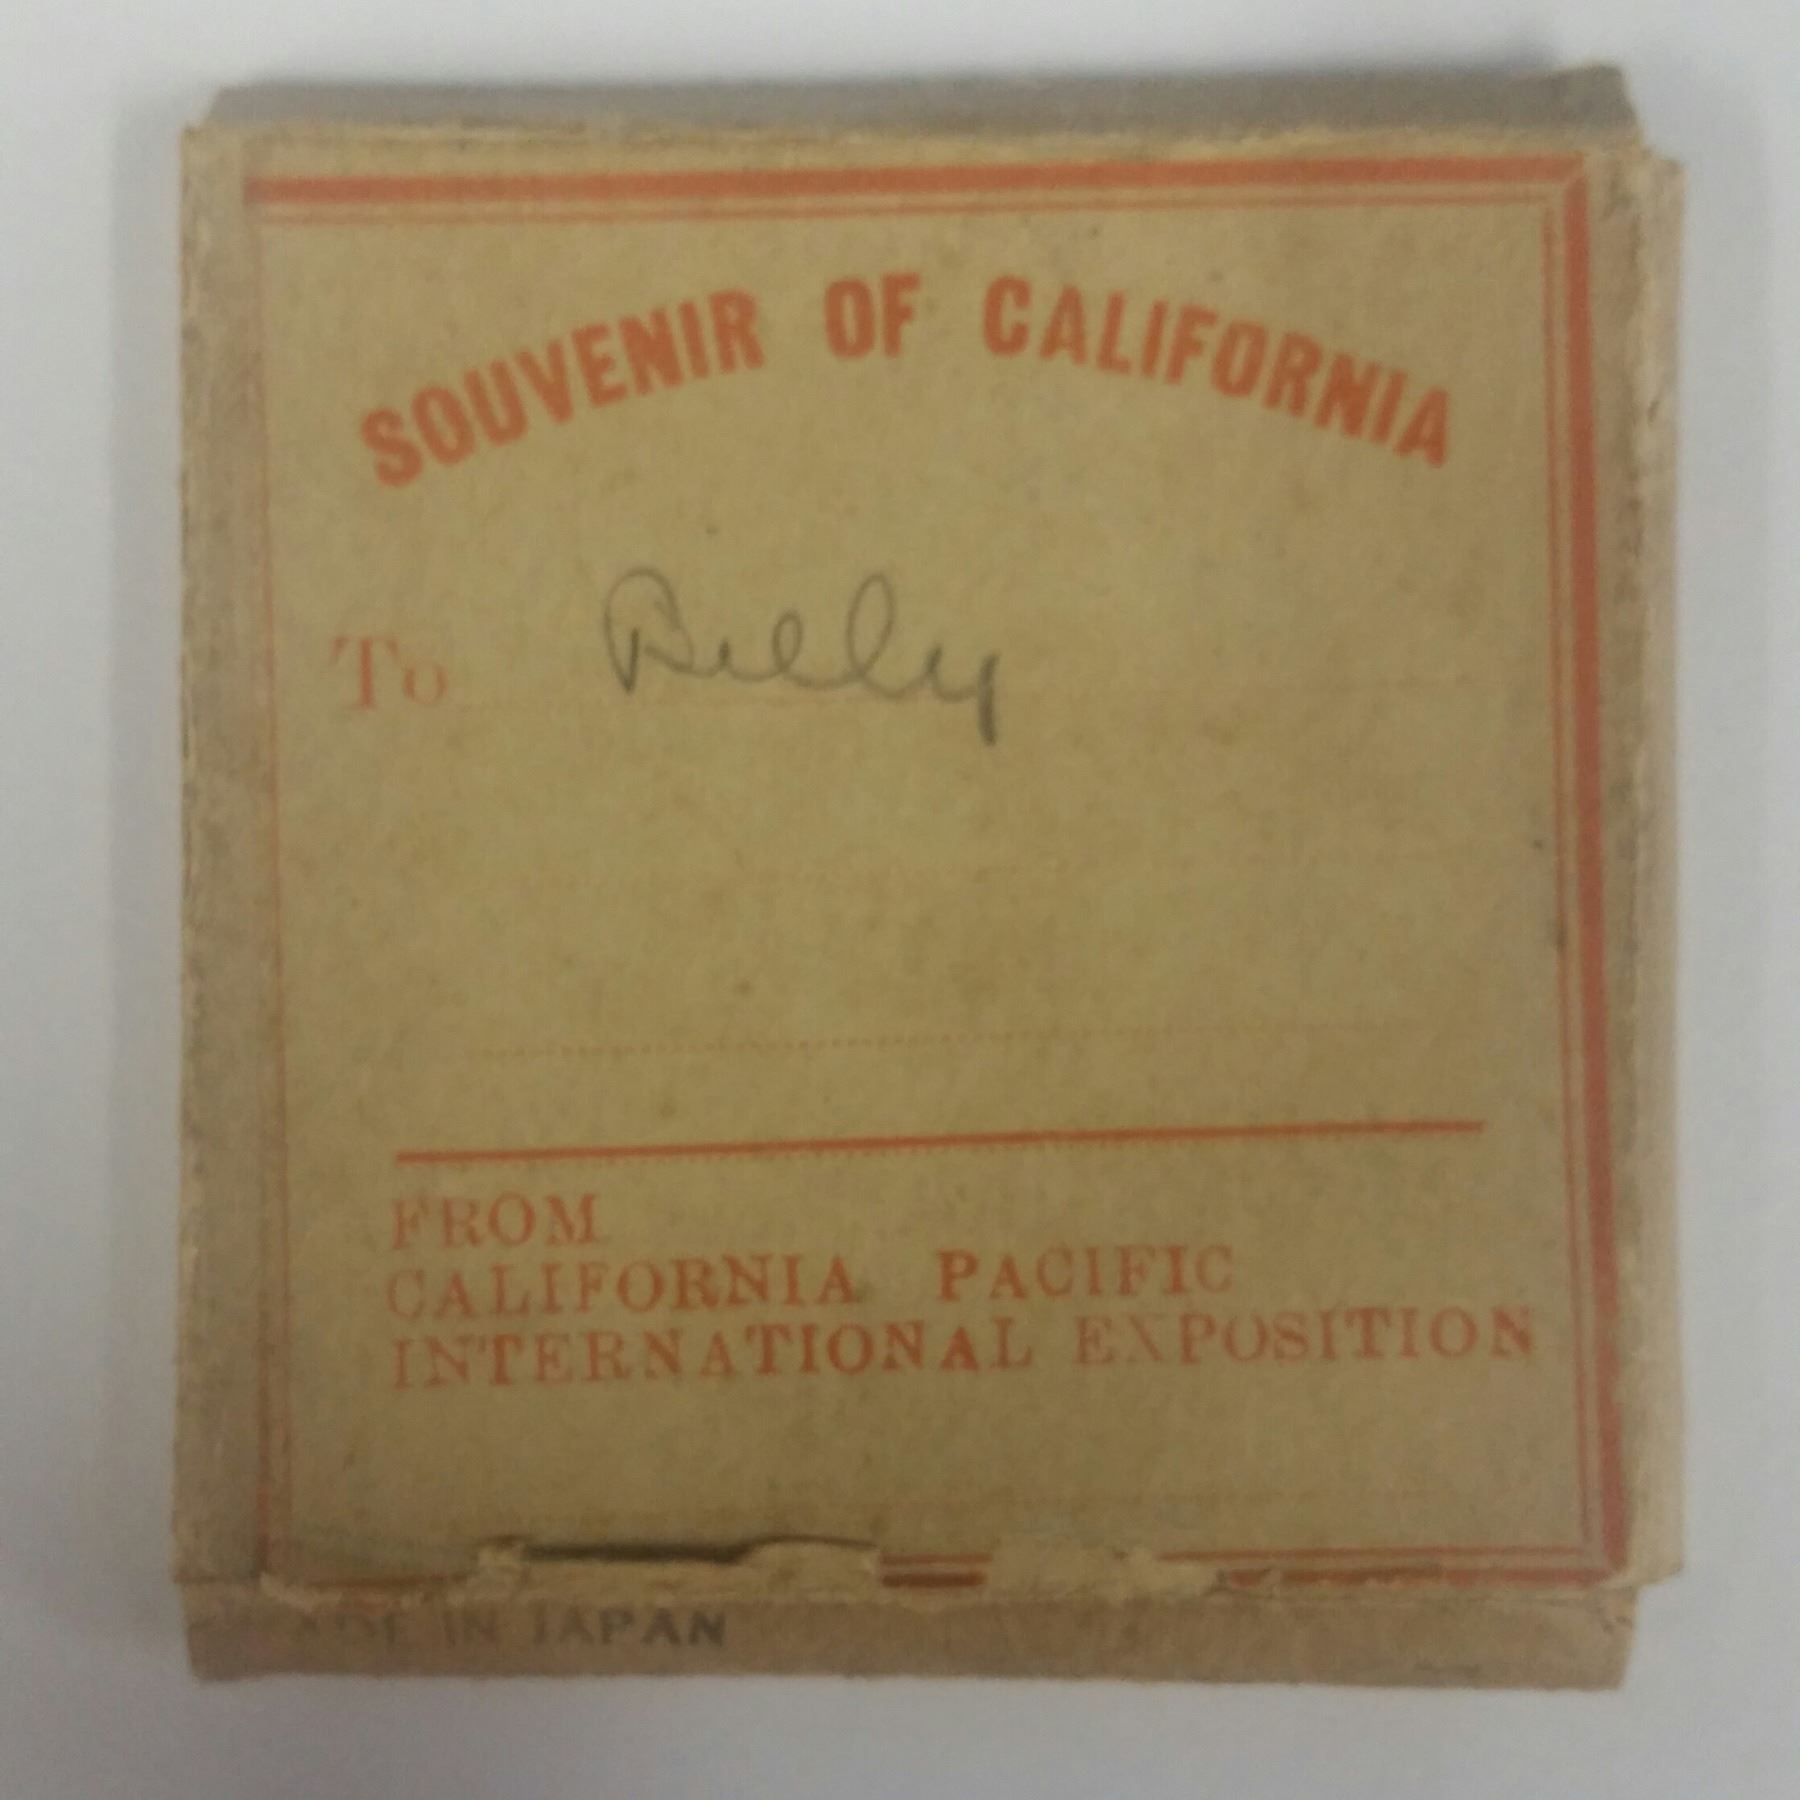 SOUVENIR OF CALIFORNIA
To Billy
FROM
CALIFORNIA PACIFIC
INTERNATIONAL EXPOSITION
IN JAPAN